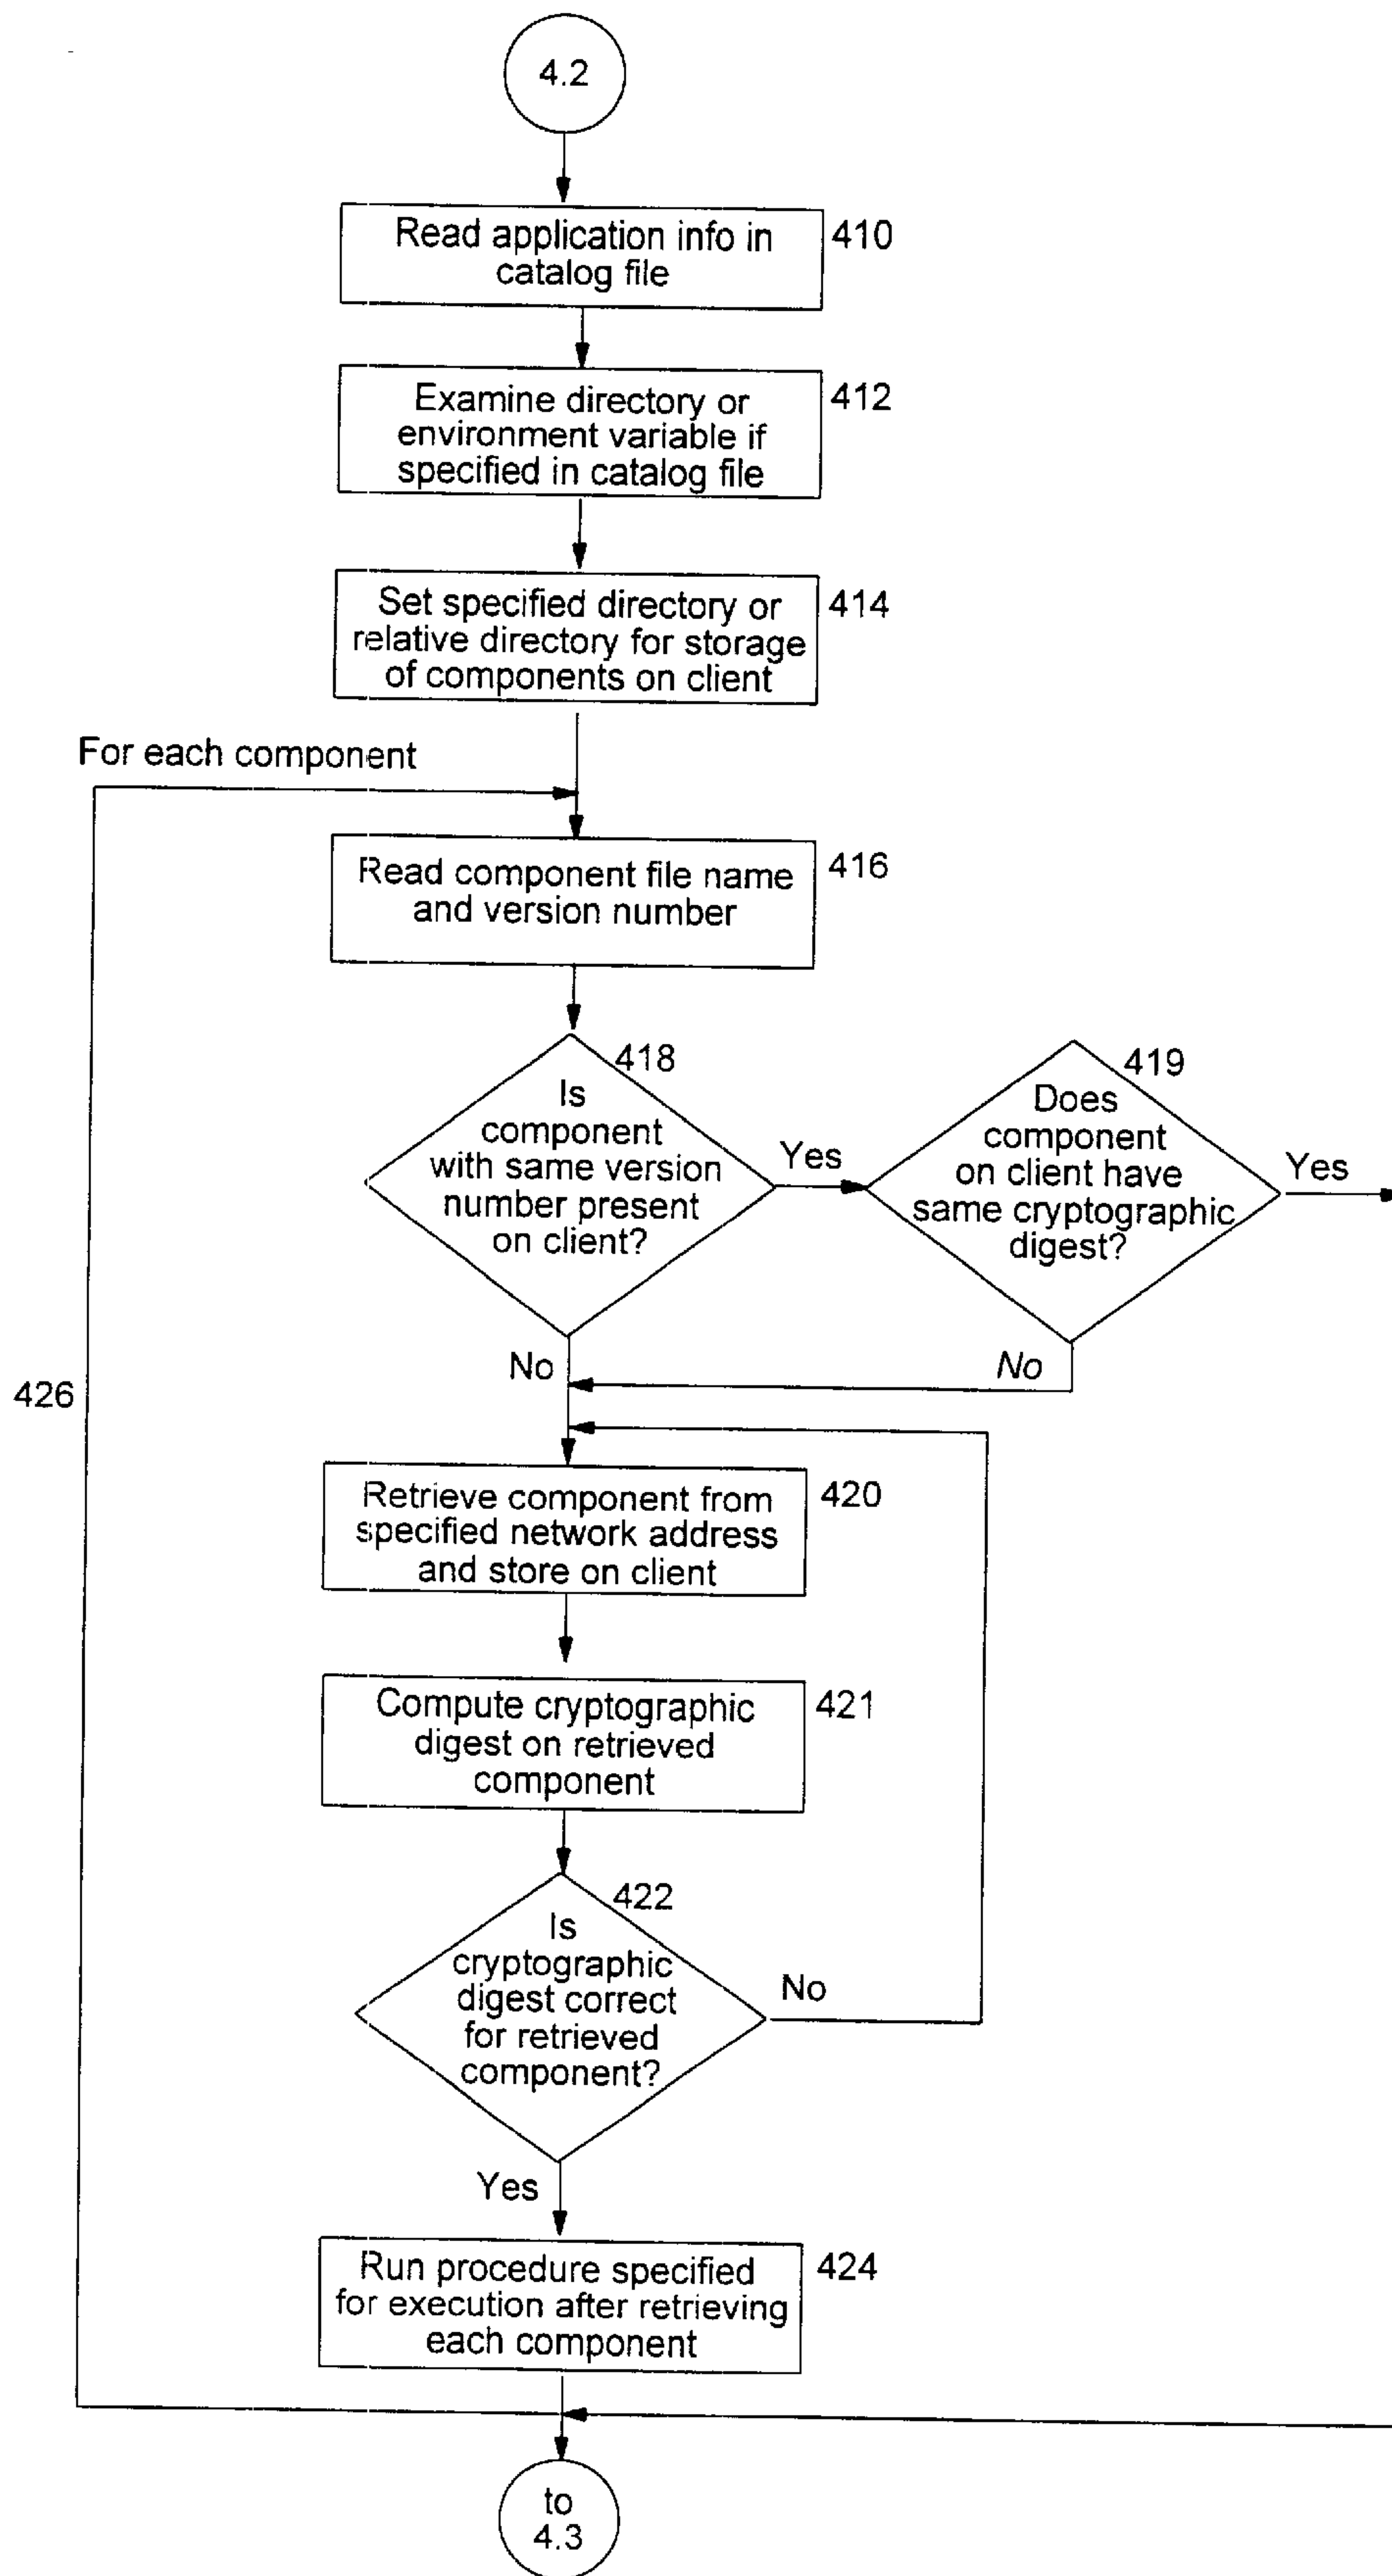 4.2
Read application info in
catalog file
410
Examine directory or
environment variable if
specified in catalog file
412
Set specified directory or
relative directory for storage
of components on client
414
For each component
Read component file name
and version number
416
418
Is
component
with same version
number present
on client?
Yes
419
Does
component
on client have
same cryptographic
digest?
Yes
No
No
426
Retrieve component from
specified network address
and store on client
420
Compute cryptographic
digest on retrieved
component
421
422
Is
cryptographic
digest correct
for retrieved
component?
No
Yes
Run procedure specified
for execution after retrieving
each component
424
to
4.3